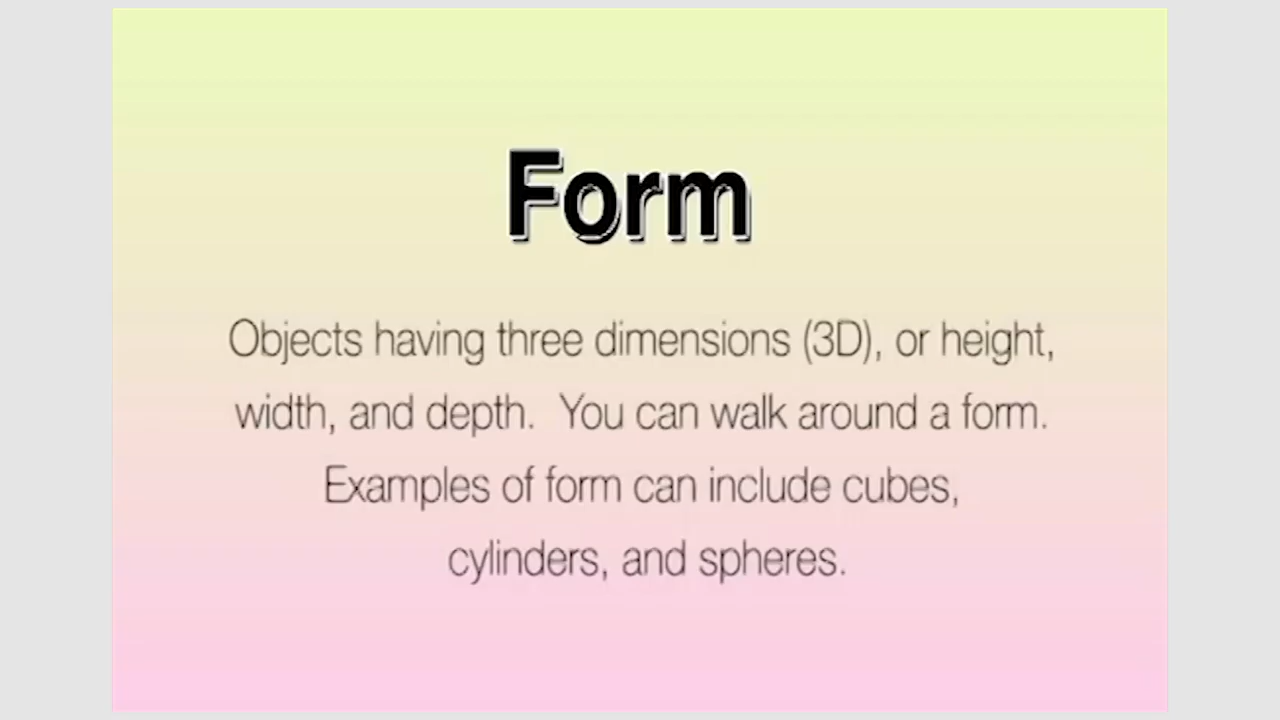 Form
Objects having three dimensions (3D), or height,
width, and depth.  You can walk around a form.
Examples of form can include cubes,
cylinders, and spheres.